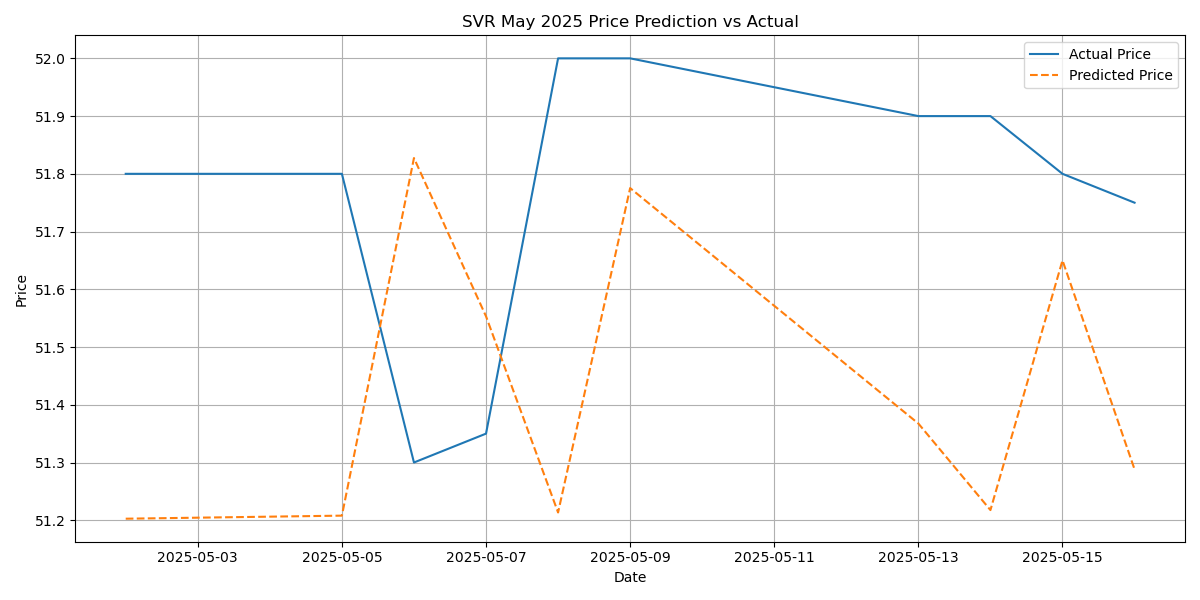 SVR May 2025 Price Prediction vs Actual
Actual Price
Predicted Price
52.0
51.9
51.8
51.7
51.6
51.5
51.4
51.3
51.2
Price
2025-05-03 2025-05-05 2025-05-07 2025-05-09 2025-05-11 2025-05-13 2025-05-15
Date